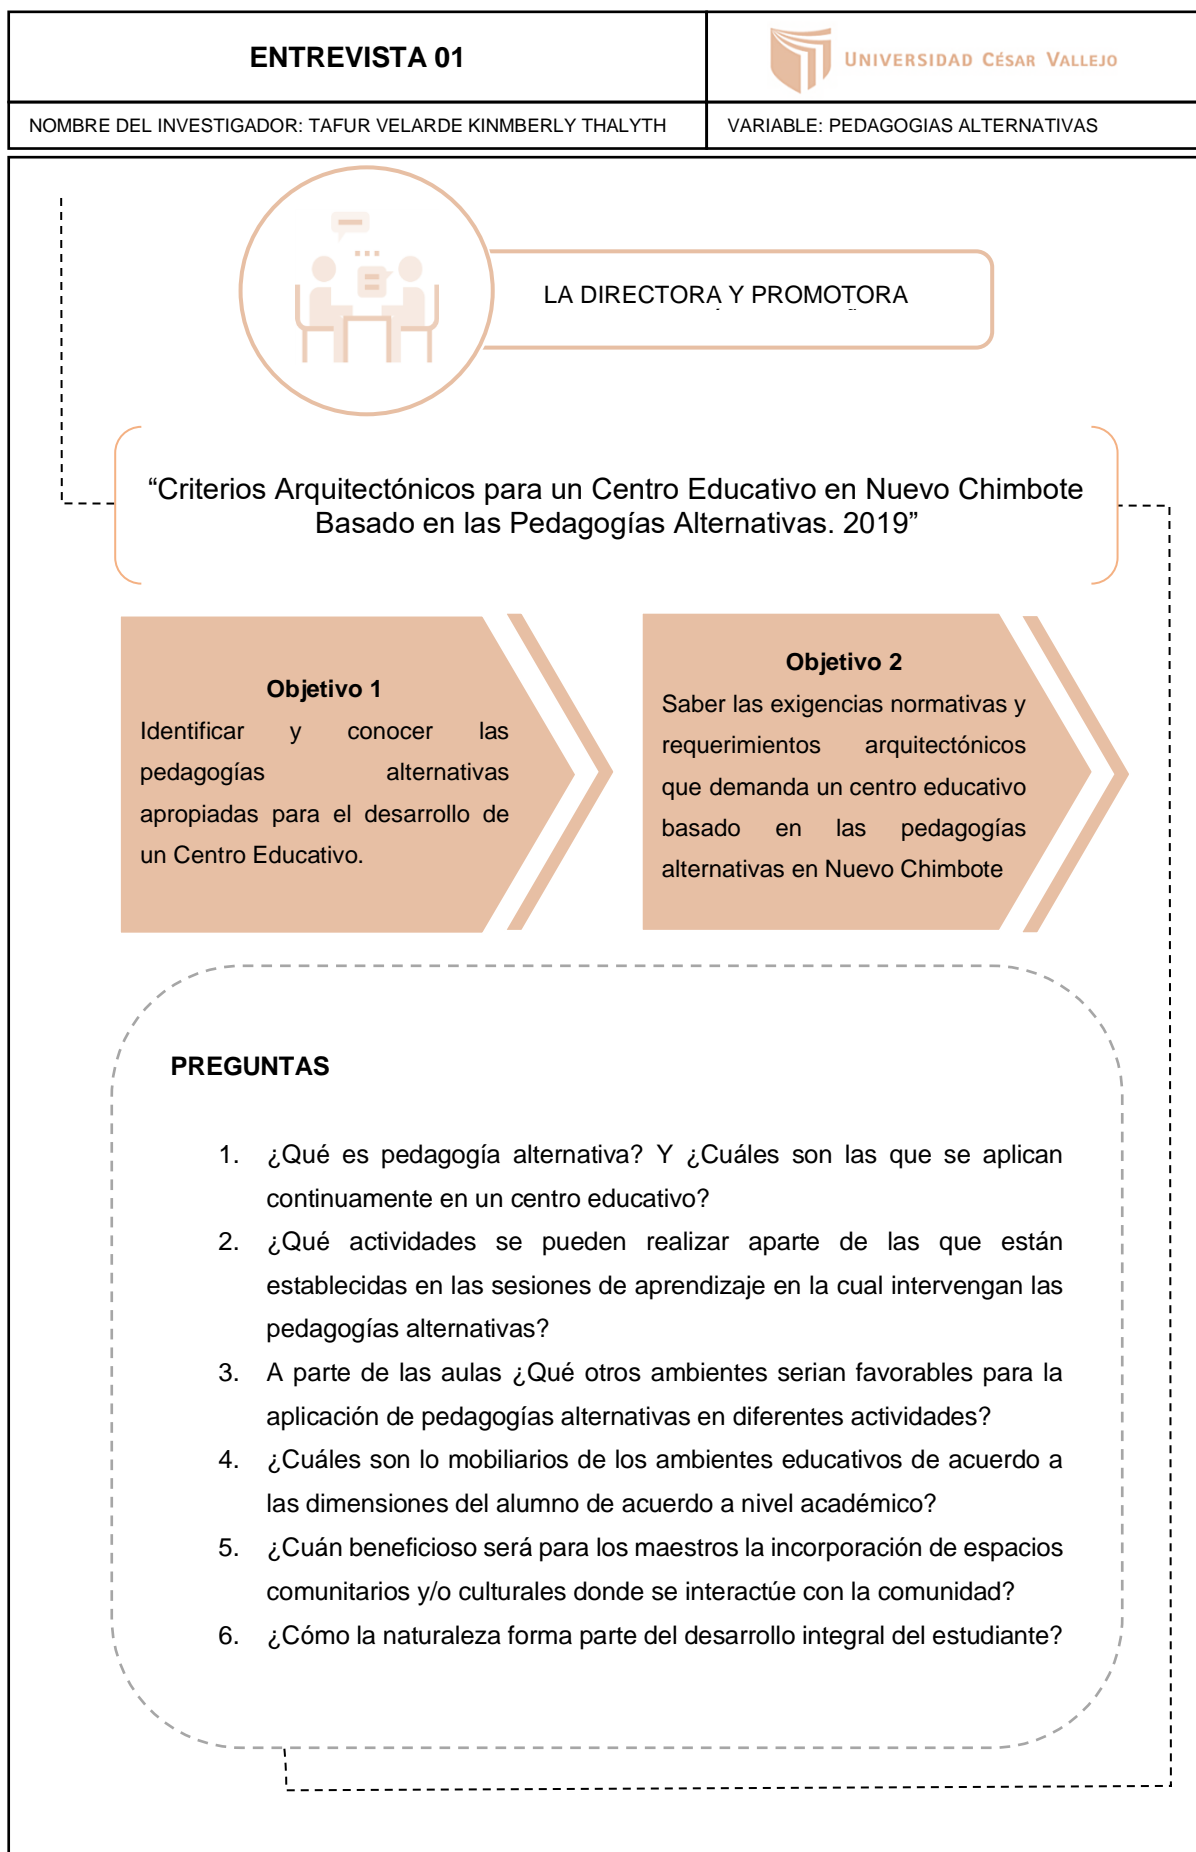 ENTREVISTA 01
UNIVERSIDAD CÉSAR VALLEJO
NOMBRE DEL INVESTIGADOR: TAFUR VELARDE KINMBERLY THALYTH
VARIABLE: PEDAGOGIAS ALTERNATIVAS
LA DIRECTORA Y PROMOTORA
“Criterios Arquitectónicos para un Centro Educativo en Nuevo Chimbote
Basado en las Pedagogías Alternativas. 2019”
Objetivo 1
Identificar y conocer las
pedagogías alternativas
apropiadas para el desarrollo de
un Centro Educativo.
Objetivo 2
Saber las exigencias normativas y
requerimientos arquitectónicos
que demanda un centro educativo
basado en las pedagogías
alternativas en Nuevo Chimbote
PREGUNTAS
1. ¿Qué es pedagogía alternativa? Y ¿Cuáles son las que se aplican
continuamente en un centro educativo?
2. ¿Qué actividades se pueden realizar aparte de las que están
establecidas en las sesiones de aprendizaje en la cual intervengan las
pedagogías alternativas?
3. A parte de las aulas ¿Qué otros ambientes serian favorables para la
aplicación de pedagogías alternativas en diferentes actividades?
4. ¿Cuáles son lo mobiliarios de los ambientes educativos de acuerdo a
las dimensiones del alumno de acuerdo a nivel académico?
5. ¿Cuán beneficioso será para los maestros la incorporación de espacios
comunitarios y/o culturales donde se interactúe con la comunidad?
6. ¿Cómo la naturaleza forma parte del desarrollo integral del estudiante?